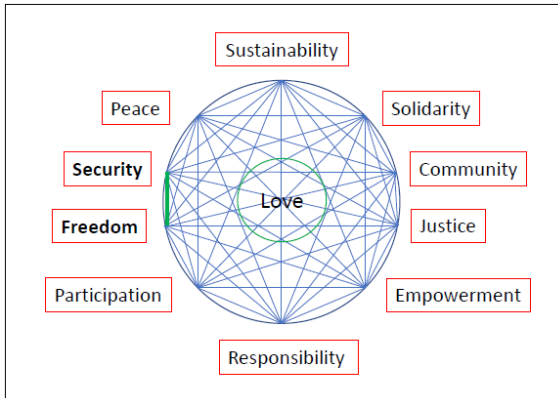 Sustainability
Peace
Solidarity
Security
Community
Love
Freedom
Justice
Participation
Empowerment
Responsibility